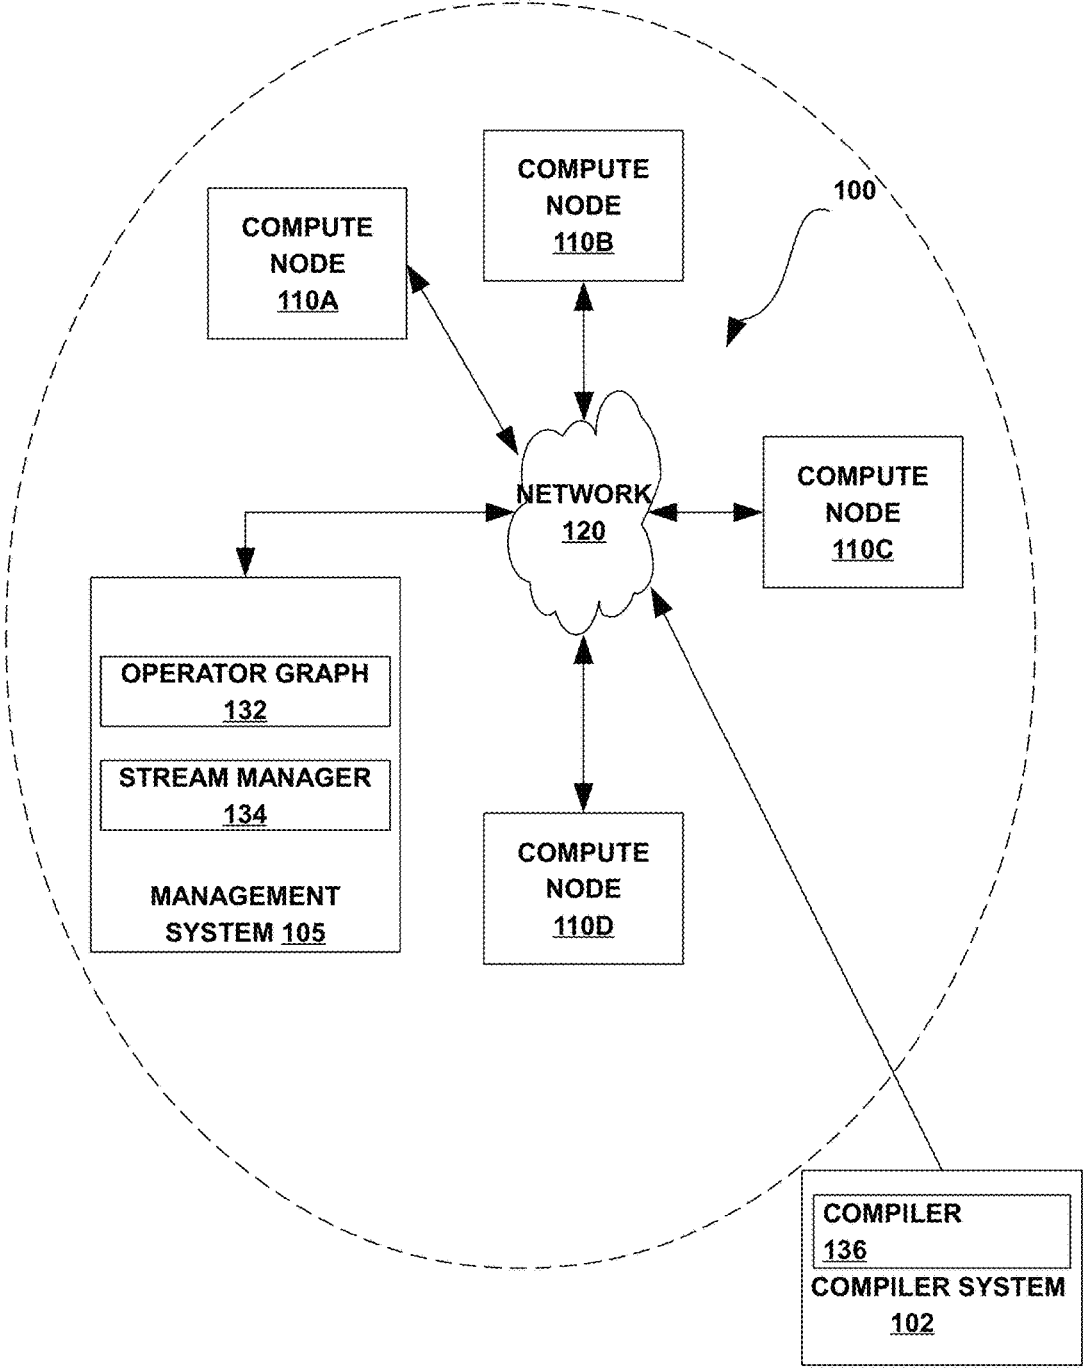 COMPUTE
NODE
110B
100
COMPUTE
NODE
110A
COMPUTE
NODE
110C
NETWORK
120
OPERATOR GRAPH
132
STREAM MANAGER
134
MANAGEMENT
SYSTEM 105
COMPUTE
NODE
110D
COMPILER
136
COMPILER SYSTEM
102